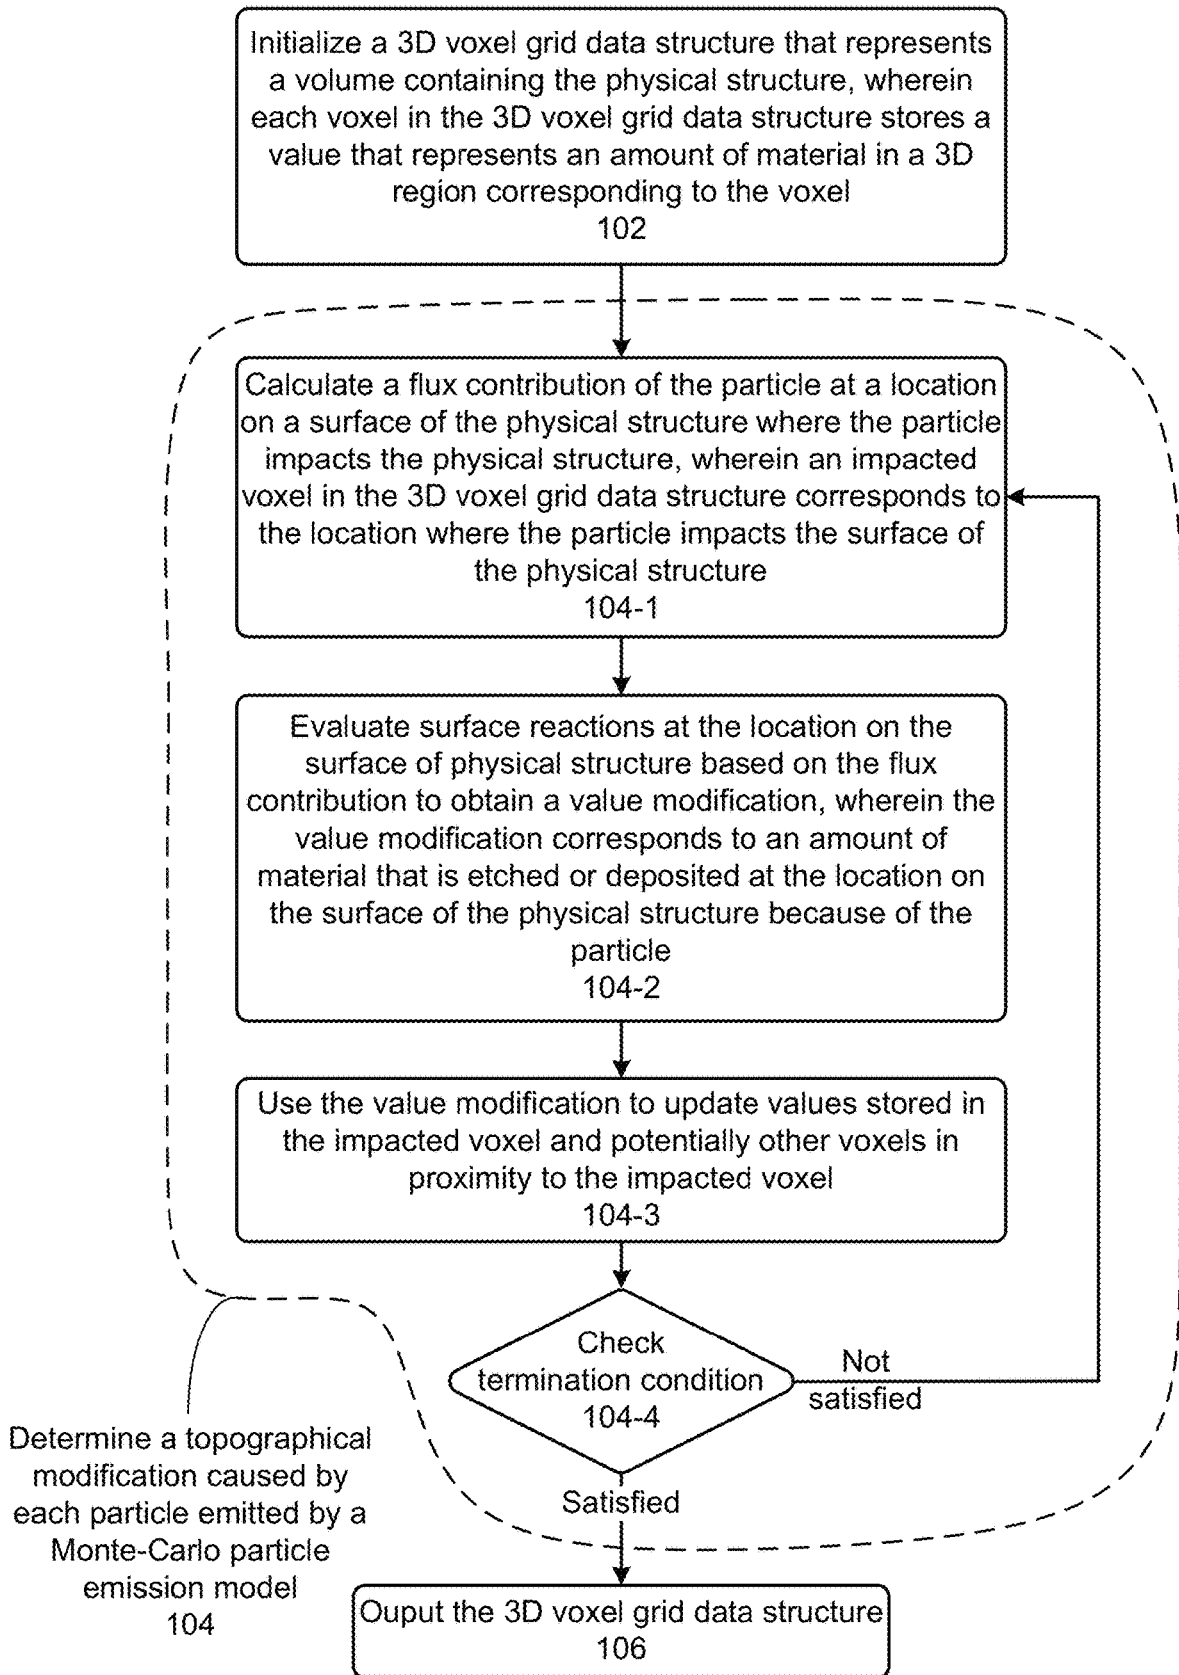 Initialize a 3D voxel grid data structure that represents
a volume containing the physical structure, wherein
each voxel in the 3D voxel grid data structure stores a
value that represents an amount of material in a 3D
region corresponding to the voxel
102
Calculate a flux contribution of the particle at a location
on a surface of the physical structure where the particle
impacts the physical structure, wherein an impacted
voxel in the 3D voxel grid data structure corresponds to
the location where the particle impacts the surface of
the physical structure
104-1
Evaluate surface reactions at the location on the
surface of physical structure based on the flux
contribution to obtain a value modification, wherein the
value modification corresponds to an amount of
material that is etched or deposited at the location on
the surface of the physical structure because of the
particle
104-2
Use the value modification to update values stored in
the impacted voxel and potentially other voxels in
proximity to the impacted voxel
104-3
Check
termination condition
104-4
Not
satisfied
Satisfied
Determine a topographical
modification caused by
each particle emitted by a
Monte-Carlo particle
emission model
104
Ouput the 3D voxel grid data structure
106